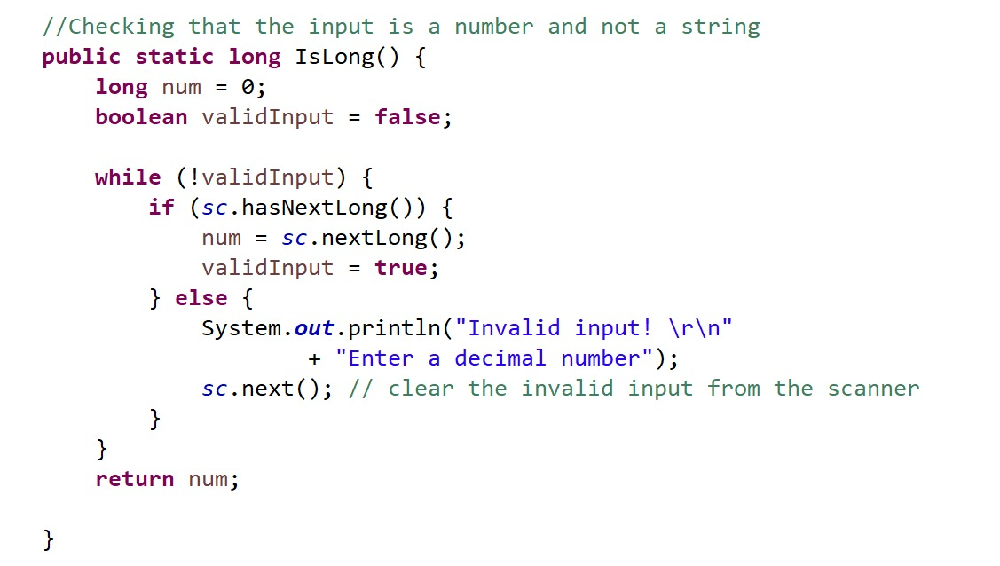 //Checking that the input is a number and not a string
public static long IsLong() {
    long num = 0;
    boolean validInput = false;

    while (!validInput) {
        if (sc.hasNextLong()) {
            num = sc.nextLong();
            validInput = true;
        } else {
            System.out.println("Invalid input! \r\n"
                    + "Enter a decimal number");
            sc.next(); // clear the invalid input from the scanner
        }
    }
    return num;

}